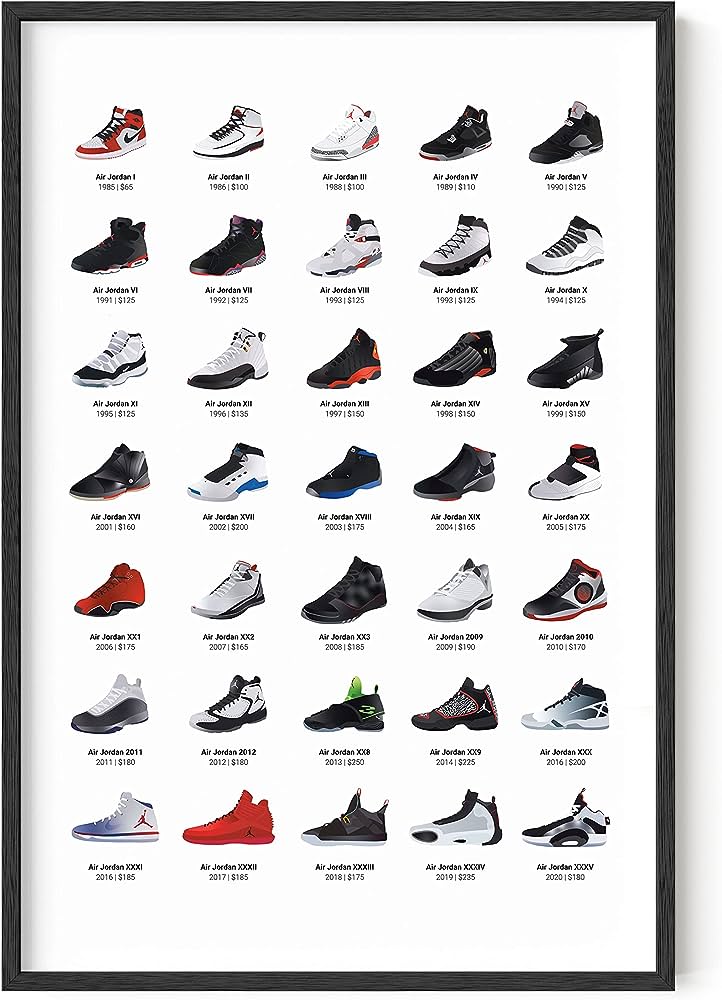 Air Jordan I
1985 | $65
Air Jordan II
1986 | $100
Air Jordan III
1988 | $100
Air Jordan IV
1989 | $110
Air Jordan V
1990 | $125
Air Jordan VI
1991 | $125
Air Jordan VII
1992 | $125
Air Jordan VIII
1993 | $125
Air Jordan IX
1993 | $125
Air Jordan X
1994 | $125
Air Jordan XI
1995 | $125
Air Jordan XII
1996 | $135
Air Jordan XIII
1997 | $150
Air Jordan XIV
1998 | $150
Air Jordan XV
1999 | $150
Air Jordan XVI
2001 | $160
Air Jordan XVII
2002 | $200
Air Jordan XVIII
2003 | $175
Air Jordan XIX
2004 | $165
Air Jordan XX
2005 | $175
Air Jordan XX1
2006 | $175
Air Jordan XX2
2007 | $165
Air Jordan XX3
2008 | $185
Air Jordan 2009
2009 | $190
Air Jordan 2010
2010 | $170
Air Jordan 2011
2011 | $180
Air Jordan 2012
2012 | $180
Air Jordan XX8
2013 | $250
Air Jordan XX9
2014 | $225
Air Jordan XXX
2016 | $200
Air Jordan XXXI
2016 | $185
Air Jordan XXXII
2017 | $185
Air Jordan XXXIII
2018 | $175
Air Jordan XXXIV
2019 | $235
Air Jordan XXXV
2020 | $180